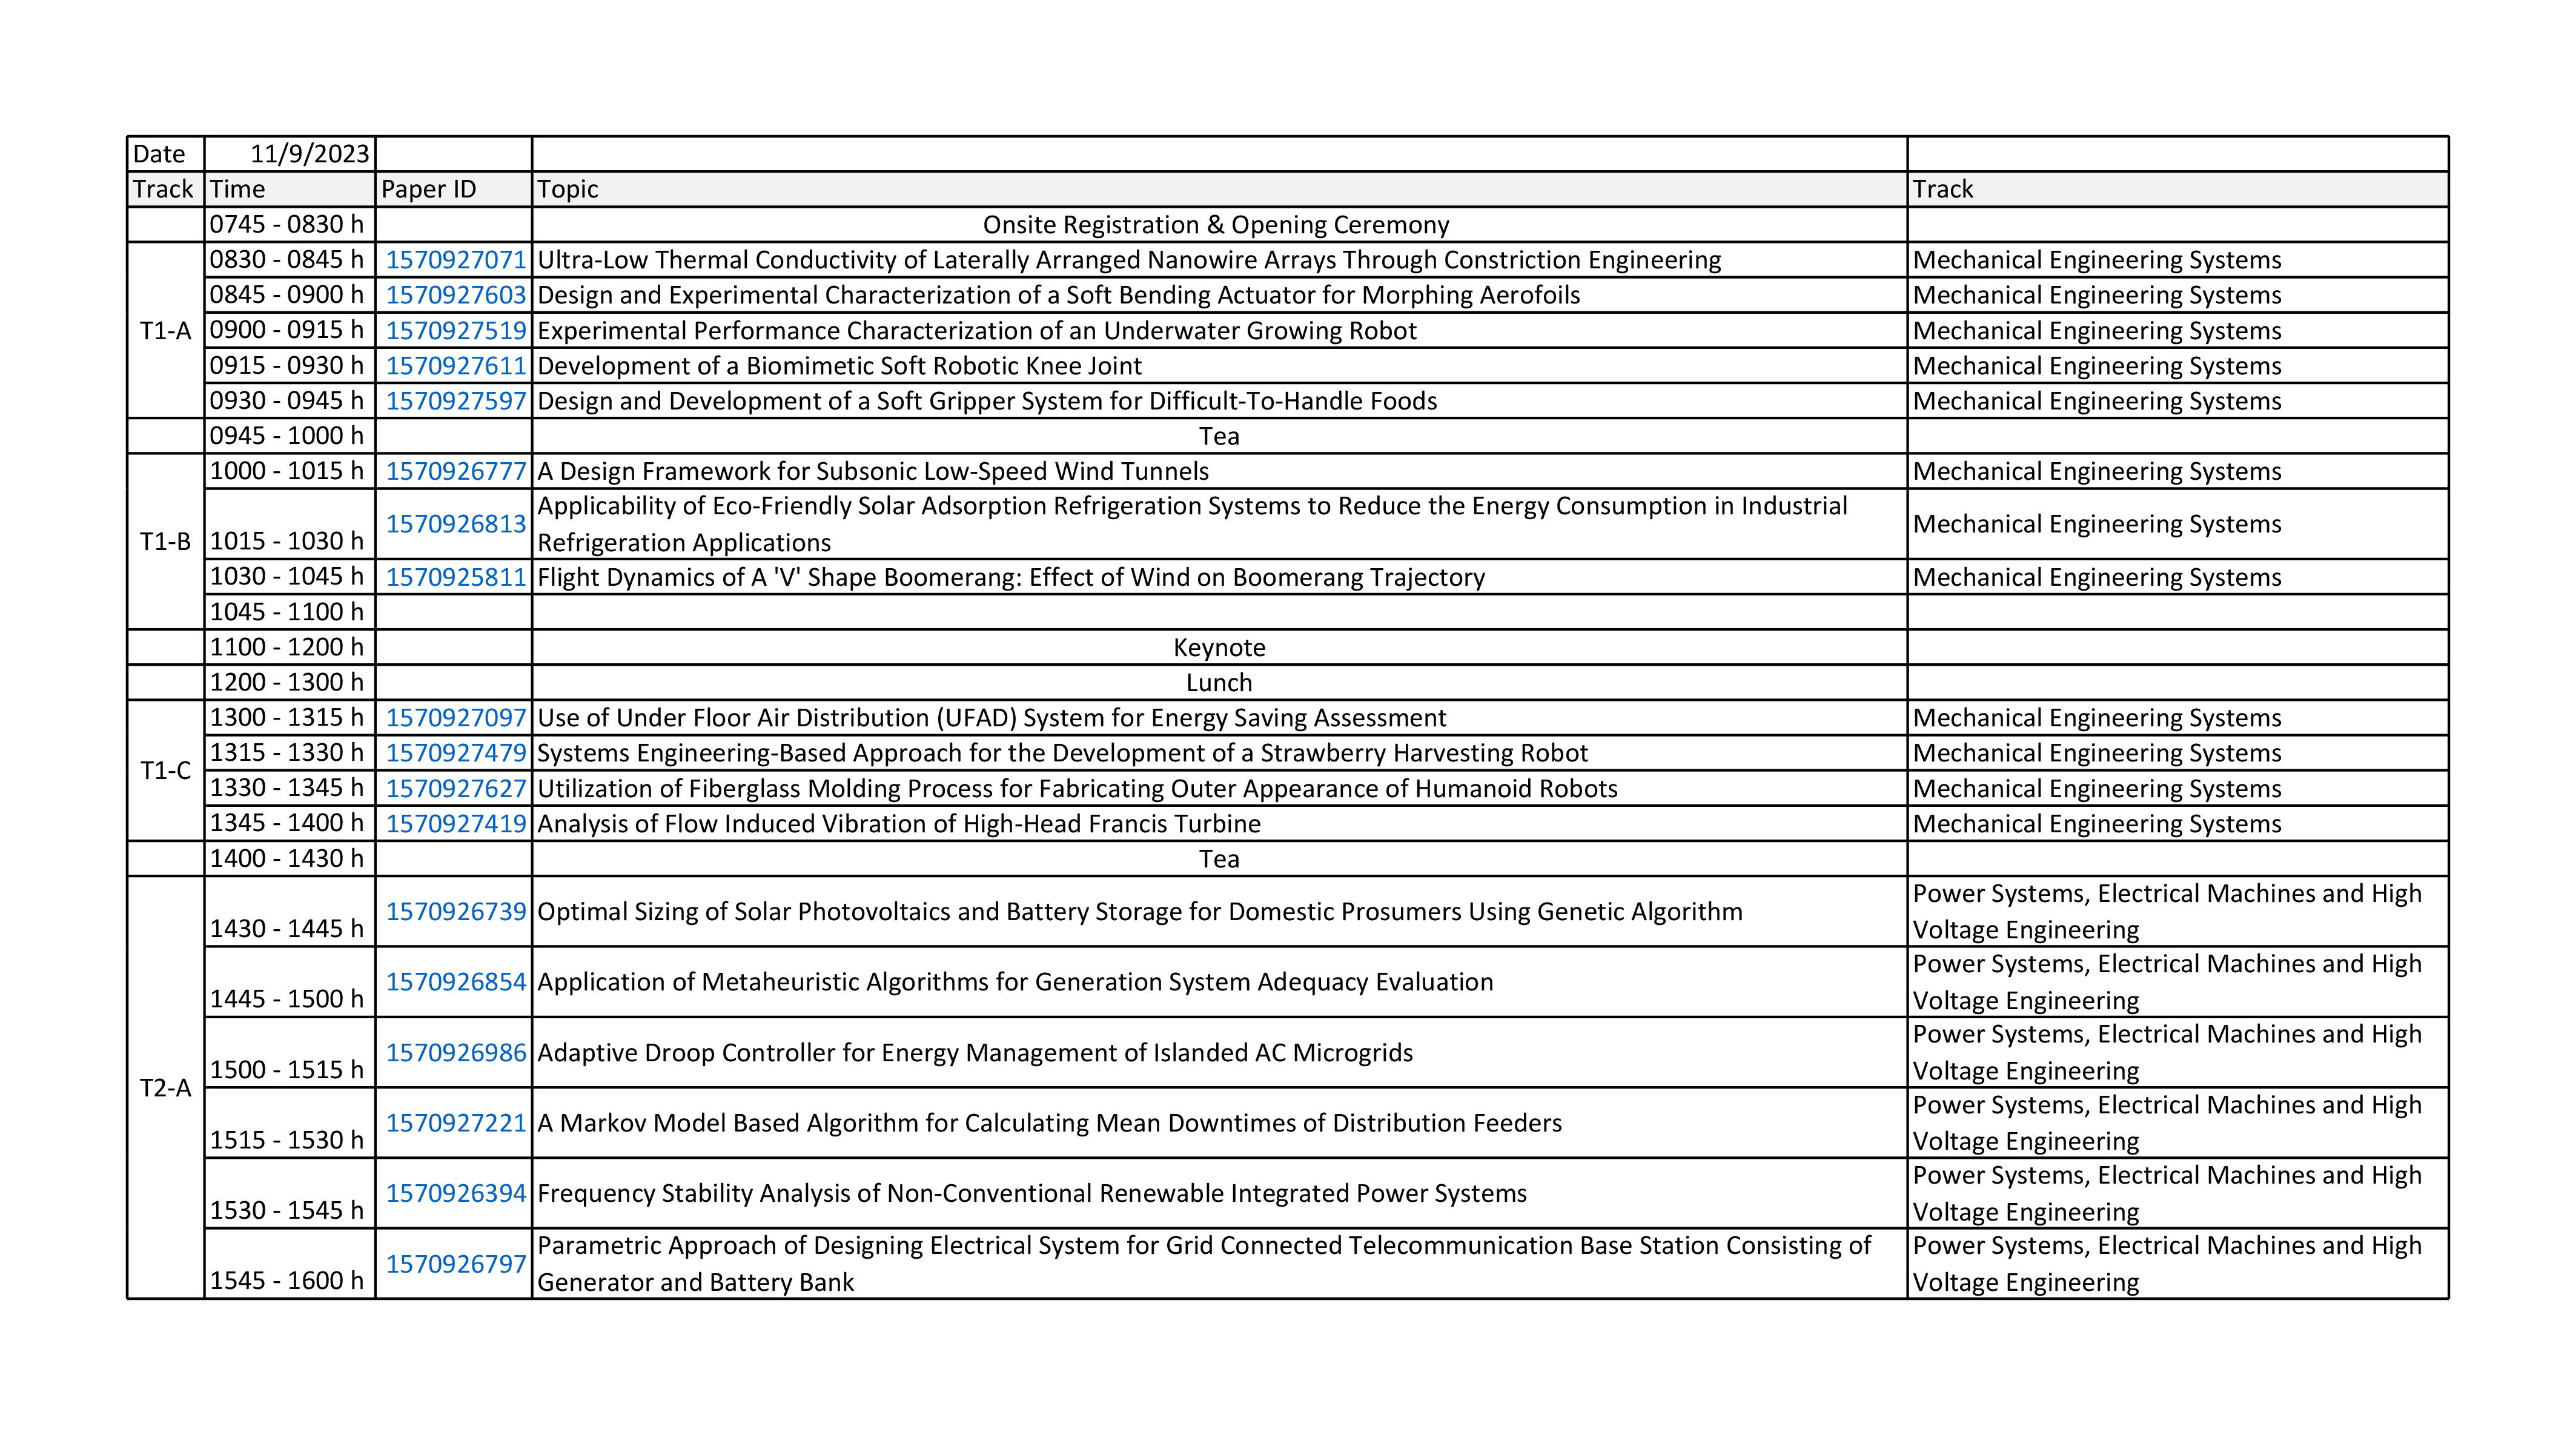 Date 11/9/2023
Track Time Paper ID Topic Track
0745 - 0830 h Onsite Registration & Opening Ceremony
T1-A
0830 - 0845 h 1570927071 Ultra-Low Thermal Conductivity of Laterally Arranged Nanowire Arrays Through Constriction Engineering Mechanical Engineering Systems
0845 - 0900 h 1570927603 Design and Experimental Characterization of a Soft Bending Actuator for Morphing Aerofoils Mechanical Engineering Systems
0900 - 0915 h 1570927519 Experimental Performance Characterization of an Underwater Growing Robot Mechanical Engineering Systems
0915 - 0930 h 1570927611 Development of a Biomimetic Soft Robotic Knee Joint Mechanical Engineering Systems
0930 - 0945 h 1570927597 Design and Development of a Soft Gripper System for Difficult-To-Handle Foods Mechanical Engineering Systems
0945 - 1000 h Tea
T1-B
1000 - 1015 h 1570926777 A Design Framework for Subsonic Low-Speed Wind Tunnels Mechanical Engineering Systems
1015 - 1030 h 1570926813 Applicability of Eco-Friendly Solar Adsorption Refrigeration Systems to Reduce the Energy Consumption in Industrial
Refrigeration Applications Mechanical Engineering Systems
1030 - 1045 h 1570925811 Flight Dynamics of A 'V' Shape Boomerang: Effect of Wind on Boomerang Trajectory Mechanical Engineering Systems
1045 - 1100 h
1100 - 1200 h Keynote
1200 - 1300 h Lunch
T1-C
1300 - 1315 h 1570927097 Use of Under Floor Air Distribution (UFAD) System for Energy Saving Assessment Mechanical Engineering Systems
1315 - 1330 h 1570927479 Systems Engineering-Based Approach for the Development of a Strawberry Harvesting Robot Mechanical Engineering Systems
1330 - 1345 h 1570927627 Utilization of Fiberglass Molding Process for Fabricating Outer Appearance of Humanoid Robots Mechanical Engineering Systems
1345 - 1400 h 1570927419 Analysis of Flow Induced Vibration of High-Head Francis Turbine Mechanical Engineering Systems
1400 - 1430 h Tea
T2-A
1430 - 1445 h 1570926739 Optimal Sizing of Solar Photovoltaics and Battery Storage for Domestic Prosumers Using Genetic Algorithm Power Systems, Electrical Machines and High
Voltage Engineering
1445 - 1500 h 1570926854 Application of Metaheuristic Algorithms for Generation System Adequacy Evaluation Power Systems, Electrical Machines and High
Voltage Engineering
1500 - 1515 h 1570926986 Adaptive Droop Controller for Energy Management of Islanded AC Microgrids Power Systems, Electrical Machines and High
Voltage Engineering
1515 - 1530 h 1570927221 A Markov Model Based Algorithm for Calculating Mean Downtimes of Distribution Feeders Power Systems, Electrical Machines and High
Voltage Engineering
1530 - 1545 h 1570926394 Frequency Stability Analysis of Non-Conventional Renewable Integrated Power Systems Power Systems, Electrical Machines and High
Voltage Engineering
1545 - 1600 h 1570926797 Parametric Approach of Designing Electrical System for Grid Connected Telecommunication Base Station Consisting of
Generator and Battery Bank Power Systems, Electrical Machines and High
Voltage Engineering